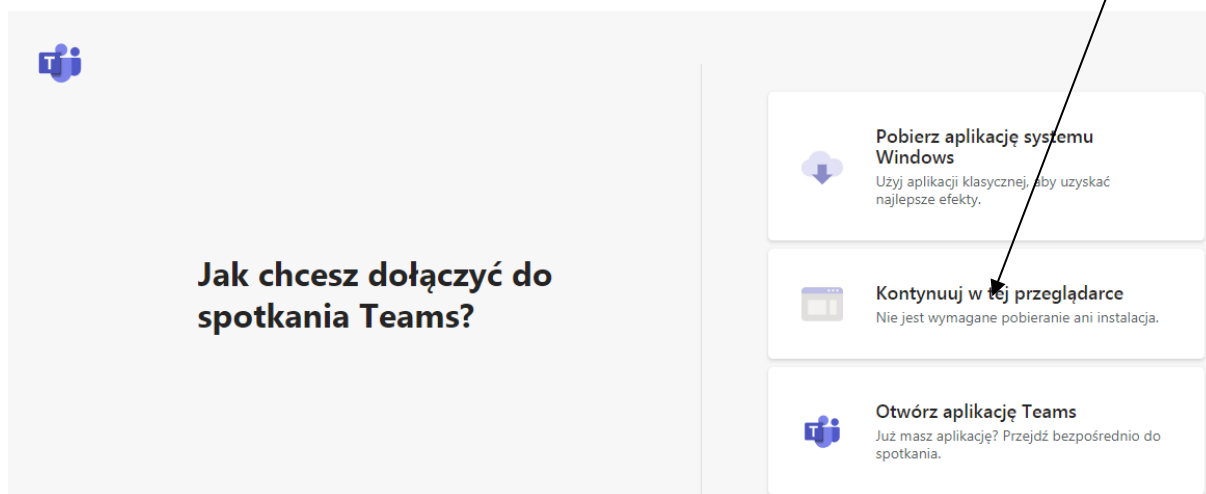 Jak chcesz dołączyć do
spotkania Teams?
Pobierz aplikację systemu
Windows
Użyj aplikacji klasycznej, aby uzyskać
najlepsze efekty.
Kontynuuj w tej przeglądarce
Nie jest wymagane pobieranie ani instalacja.
Otwórz aplikację Teams
Już masz aplikację? Przejdź bezpośrednio do
spotkania.